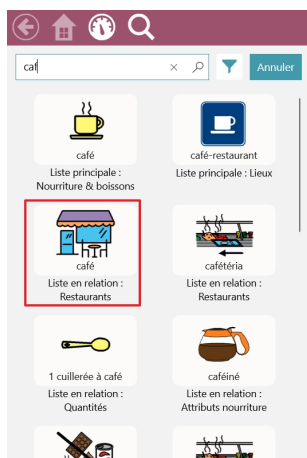 caf
Annuler
café
café-restaurant
Liste principale :
Nourriture & boissons
Liste principale : Lieux
café
cafétéria
Liste en relation :
Restaurants
Liste en relation :
Restaurants
1 cuillerée à café
caféiné
Liste en relation :
Quantités
Liste en relation :
Attributs nourriture